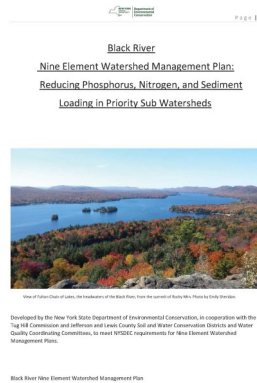 NEW YORK
Department of
Environmental
Conservation
Page |
Black River
Nine Element Watershed Management Plan:
Reducing Phosphorus, Nitrogen, and Sediment
Loading in Priority Sub Watersheds
View of Fulton Chain of Lakes, the headwaters of the Black River, from the summit of Rocky Mtn. Photo by Emily Sheridan.
Developed by the New York State Department of Environmental Conservation, in cooperation with the
Tug Hill Commission and Jefferson and Lewis County Soil and Water Conservation Districts and Water
Quality Coordinating Committees, to meet NYSDEC requirements for Nine Element Watershed
Management Plans.
Black River Nine Element Watershed Management Plan